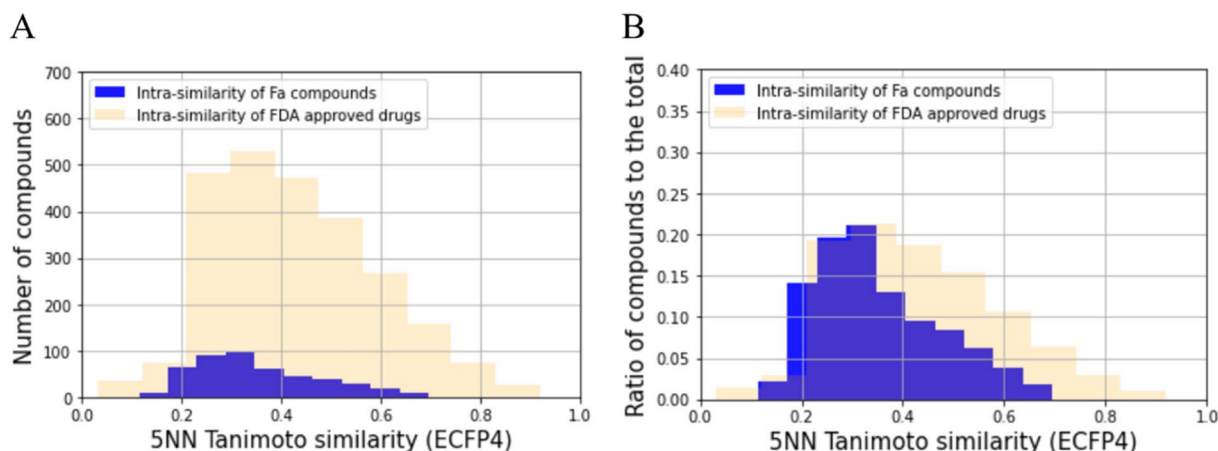 A
Number of compounds
700
600
500
400
300
200
100
0
Intra-similarity of Fa compounds
Intra-similarity of FDA approved drugs
0.0 0.2 0.4 0.6 0.8 1.0
5NN Tanimoto similarity (ECFP4)
B
Ratio of compounds to the total
0.40
0.35
0.30
0.25
0.20
0.15
0.10
0.05
0.00
Intra-similarity of Fa compounds
Intra-similarity of FDA approved drugs
0.0 0.2 0.4 0.6 0.8 1.0
5NN Tanimoto similarity (ECFP4)